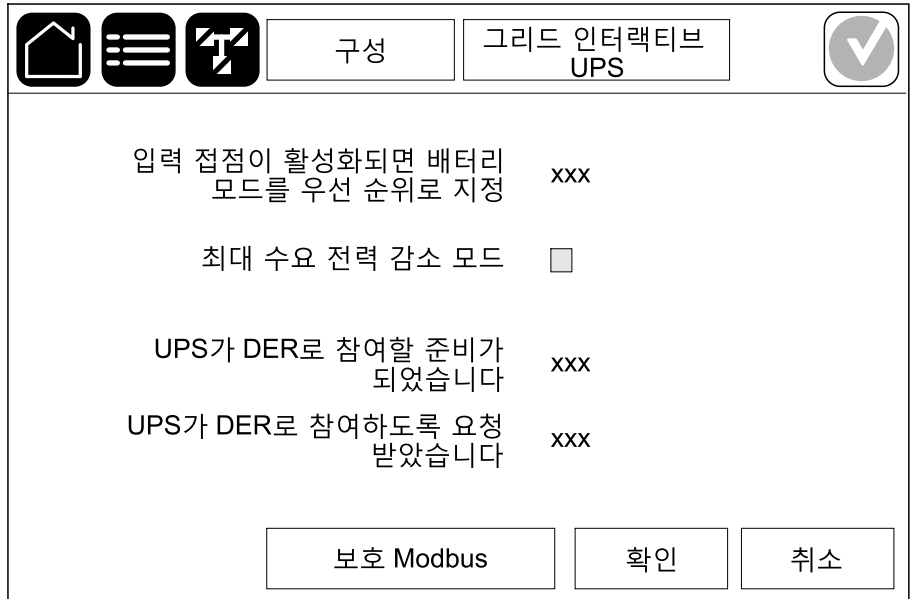 구성
그리드 인터랙티브
UPS
입력 접점이 활성화되면 배터리
모드를 우선 순위로 지정
xxx
최대 수요 전력 감소 모드
UPS가 DER로 참여할 준비가
되었습니다
xxx
UPS가 DER로 참여하도록 요청
받았습니다
xxx
보호 Modbus
확인
취소